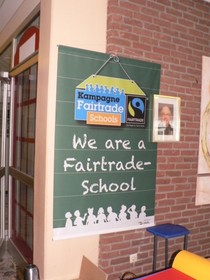 Kampagne
Fairtrade
Schools
FAIRTRADE
We are a
Fairtrade-
School